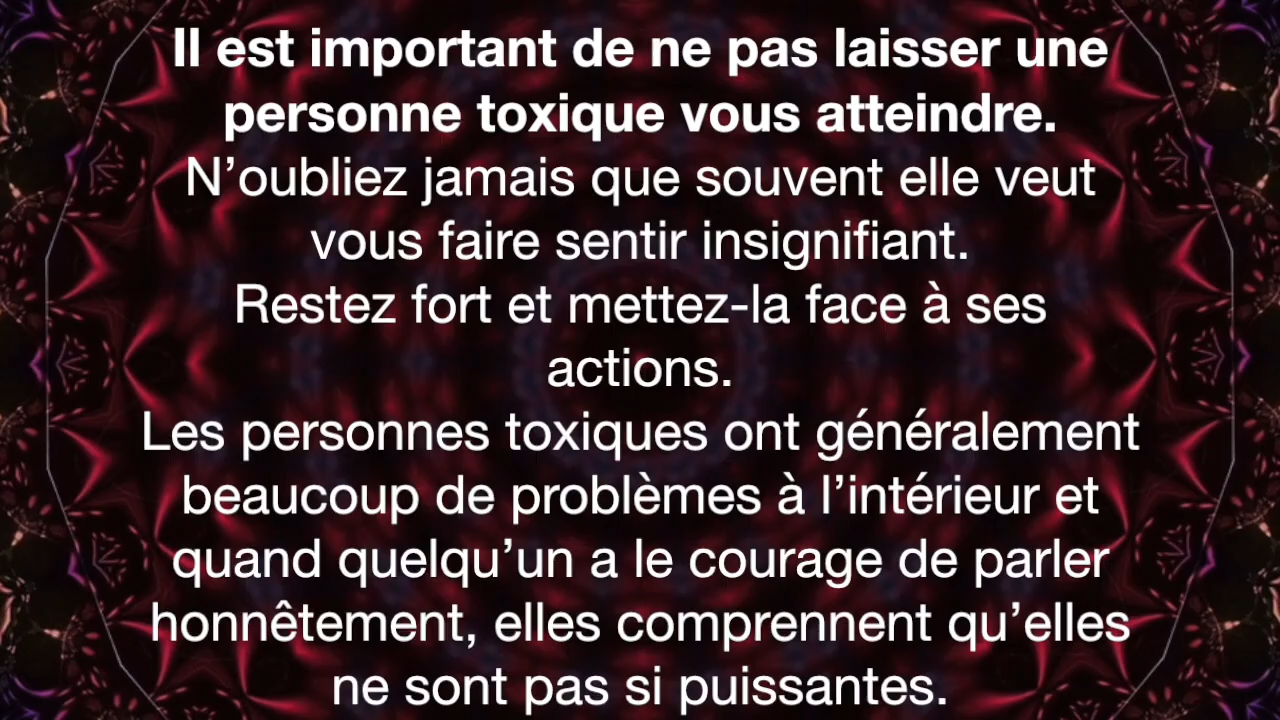 Il est important de ne pas laisser une
personne toxique vous atteindre.
N’oubliez jamais que souvent elle veut
vous faire sentir insignifiant.
Restez fort et mettez-la face à ses
actions.
Les personnes toxiques ont généralement
beaucoup de problèmes à l’intérieur et
quand quelqu’un a le courage de parler
honnêtement, elles comprennent qu’elles
ne sont pas si puissantes.